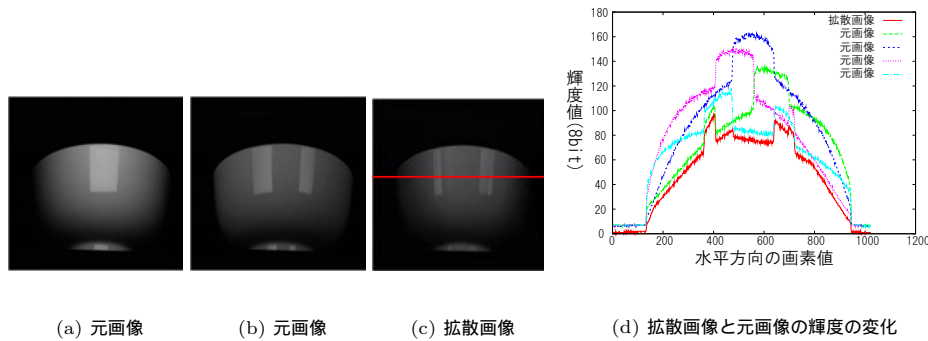 180
160
140
120
100
80
60
40
20
0
0 200 400 600 800 1000 1200
輝度値(8bit)
水平方向の画素値
拡散画像
元画像
元画像
元画像
元画像
(a) 元画像
(b) 元画像
(c) 拡散画像
(d) 拡散画像と元画像の輝度の変化